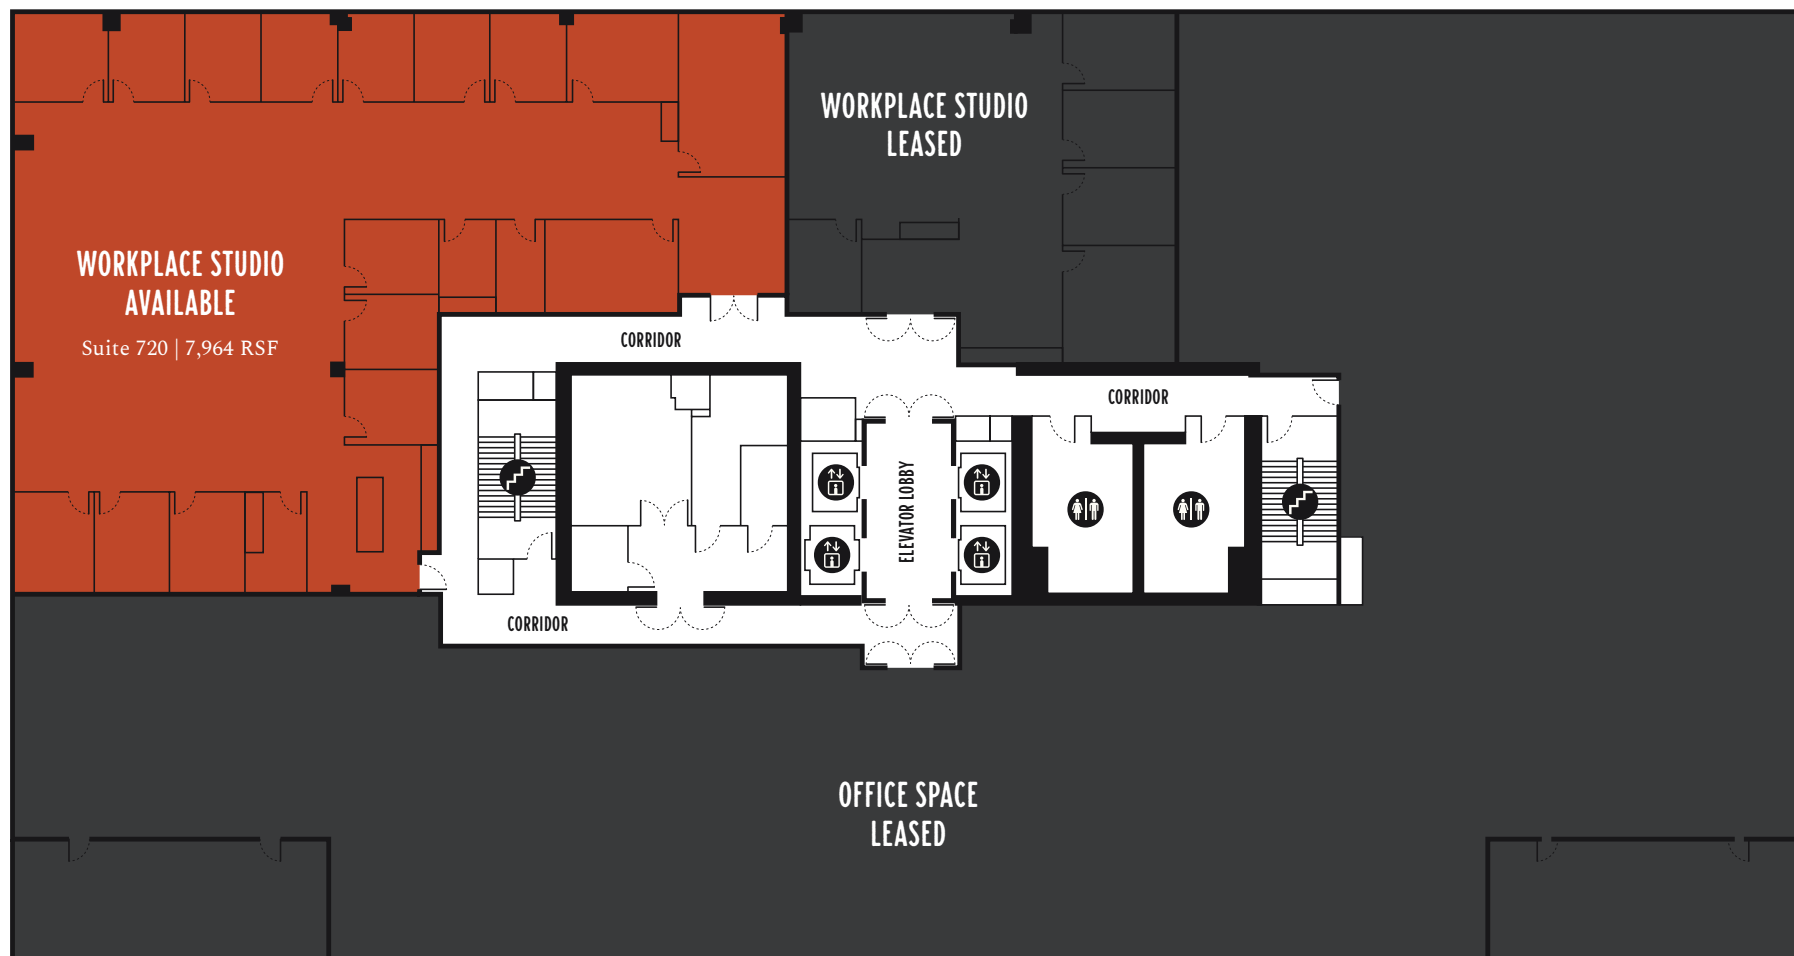 WORKPLACE STUDIO
LEASED
WORKPLACE STUDIO
AVAILABLE
Suite 720 | 7,964 RSF
CORRIDOR
CORRIDOR
ELEVATOR LOBBY
CORRIDOR
OFFICE SPACE
LEASED